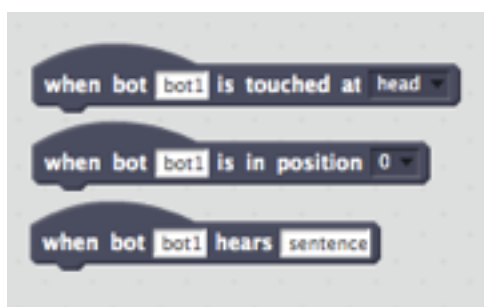 when bot bot1 is touched at head
when bot bot1 is in position 0
when bot bot1 hears sentence